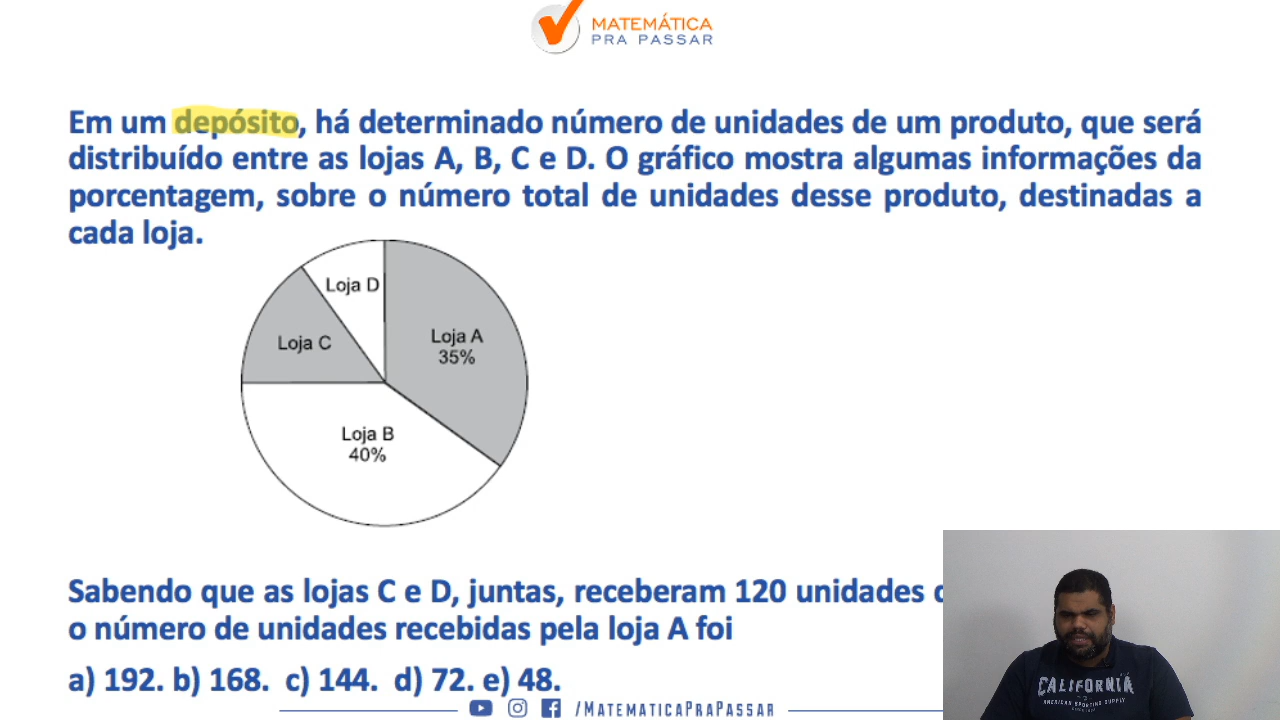 MATEMÁTICA
PRA PASSAR
Em um depósito, há determinado número de unidades de um produto, que será
distribuído entre as lojas A, B, C e D. O gráfico mostra algumas informações da
porcentagem, sobre o número total de unidades desse produto, destinadas a
cada loja.
Loja D
Loja C
Loja A
35%
Loja B
40%
Sabendo que as lojas C e D, juntas, receberam 120 unidades
o número de unidades recebidas pela loja A foi
a) 192. b) 168. c) 144. d) 72. e) 48.
/MATEMATICAPRAPASSAR
CALIFORNIA
AMERICAN SPORTING SUPPLY